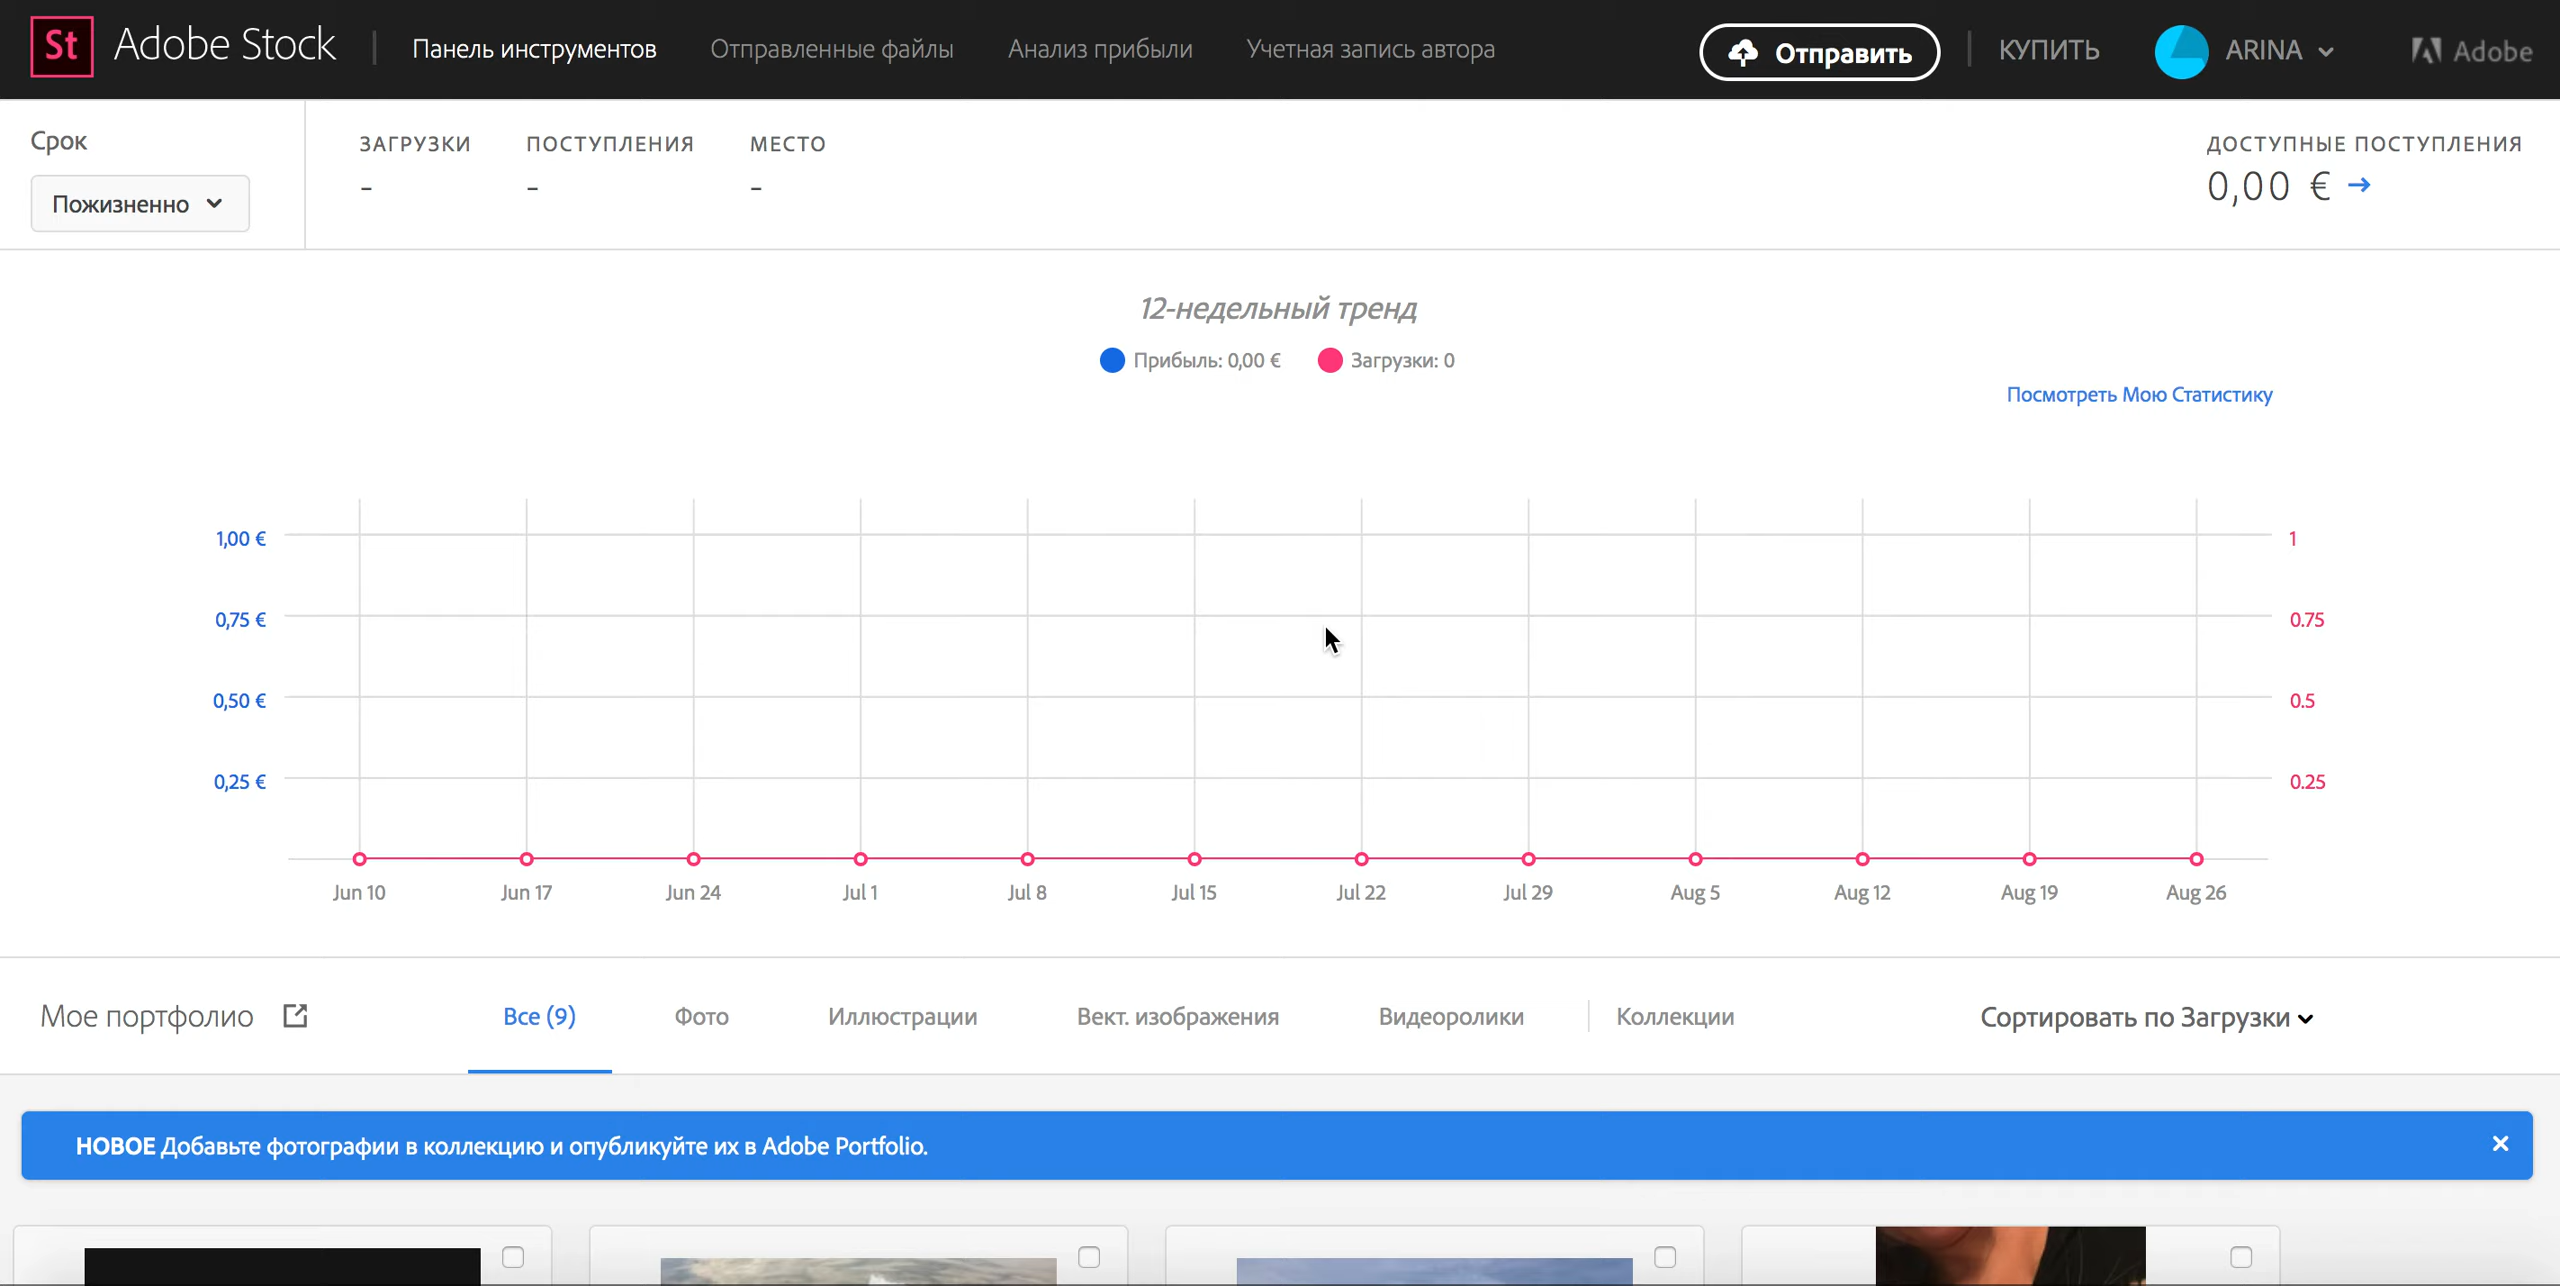 St Adobe Stock Панель инструментов Отправленные файлы Анализ прибыли Учетная запись автора Отправить КУПИТЬ ARINA Adobe
Срок ЗАГРУЗКИ ПОСТУПЛЕНИЯ МЕСТО ДОСТУПНЫЕ ПОСТУПЛЕНИЯ
Пожизненно - - - 0,00 € →
12-недельный тренд
Прибыль: 0,00 € Загрузки: 0
Посмотреть Мою Статистику
1,00 € 1
0,75 € 0.75
0,50 € 0.5
0,25 € 0.25
Jun 10 Jun 17 Jun 24 Jul 1 Jul 8 Jul 15 Jul 22 Jul 29 Aug 5 Aug 12 Aug 19 Aug 26
Мое портфолио Все (9) Фото Иллюстрации Вект. изображения Видеоролики Коллекции Сортировать по Загрузки
НОВОЕ Добавьте фотографии в коллекцию и опубликуйте их в Adobe Portfolio.